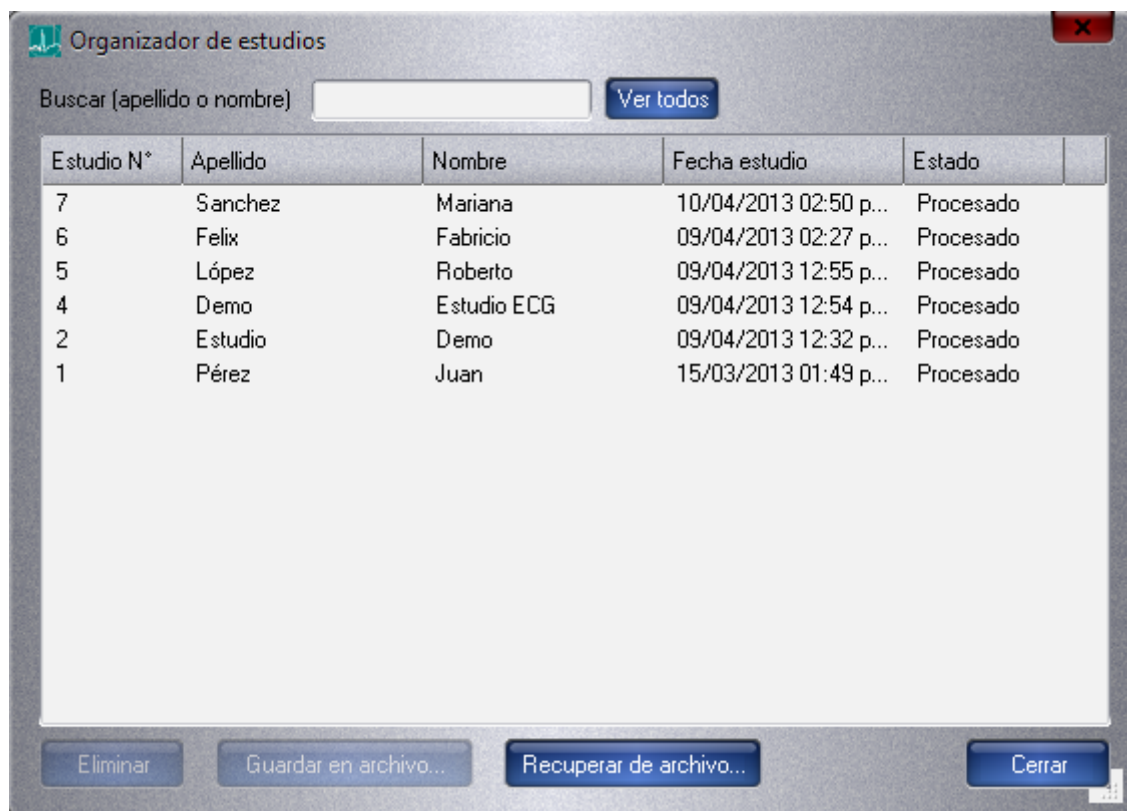 Organizador de estudios
Buscar (apellido o nombre) Ver todos
Estudio N° Apellido Nombre Fecha estudio Estado
7 Sanchez Mariana 10/04/2013 02:50 p... Procesado
6 Felix Fabricio 09/04/2013 02:27 p... Procesado
5 López Roberto 09/04/2013 12:55 p... Procesado
4 Demo Estudio ECG 09/04/2013 12:54 p... Procesado
2 Estudio Demo 09/04/2013 12:32 p... Procesado
1 Pérez Juan 15/03/2013 01:49 p... Procesado
Eliminar Guardar en archivo... Recuperar de archivo... Cerrar